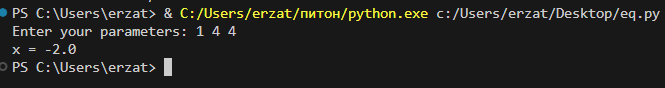 PS C:\Users\erzat> & C:/Users/erzat/питон/python.exe c:/Users/erzat/Desktop/eq.py
Enter your parameters: 1 4 4
x = -2.0
PS C:\Users\erzat>